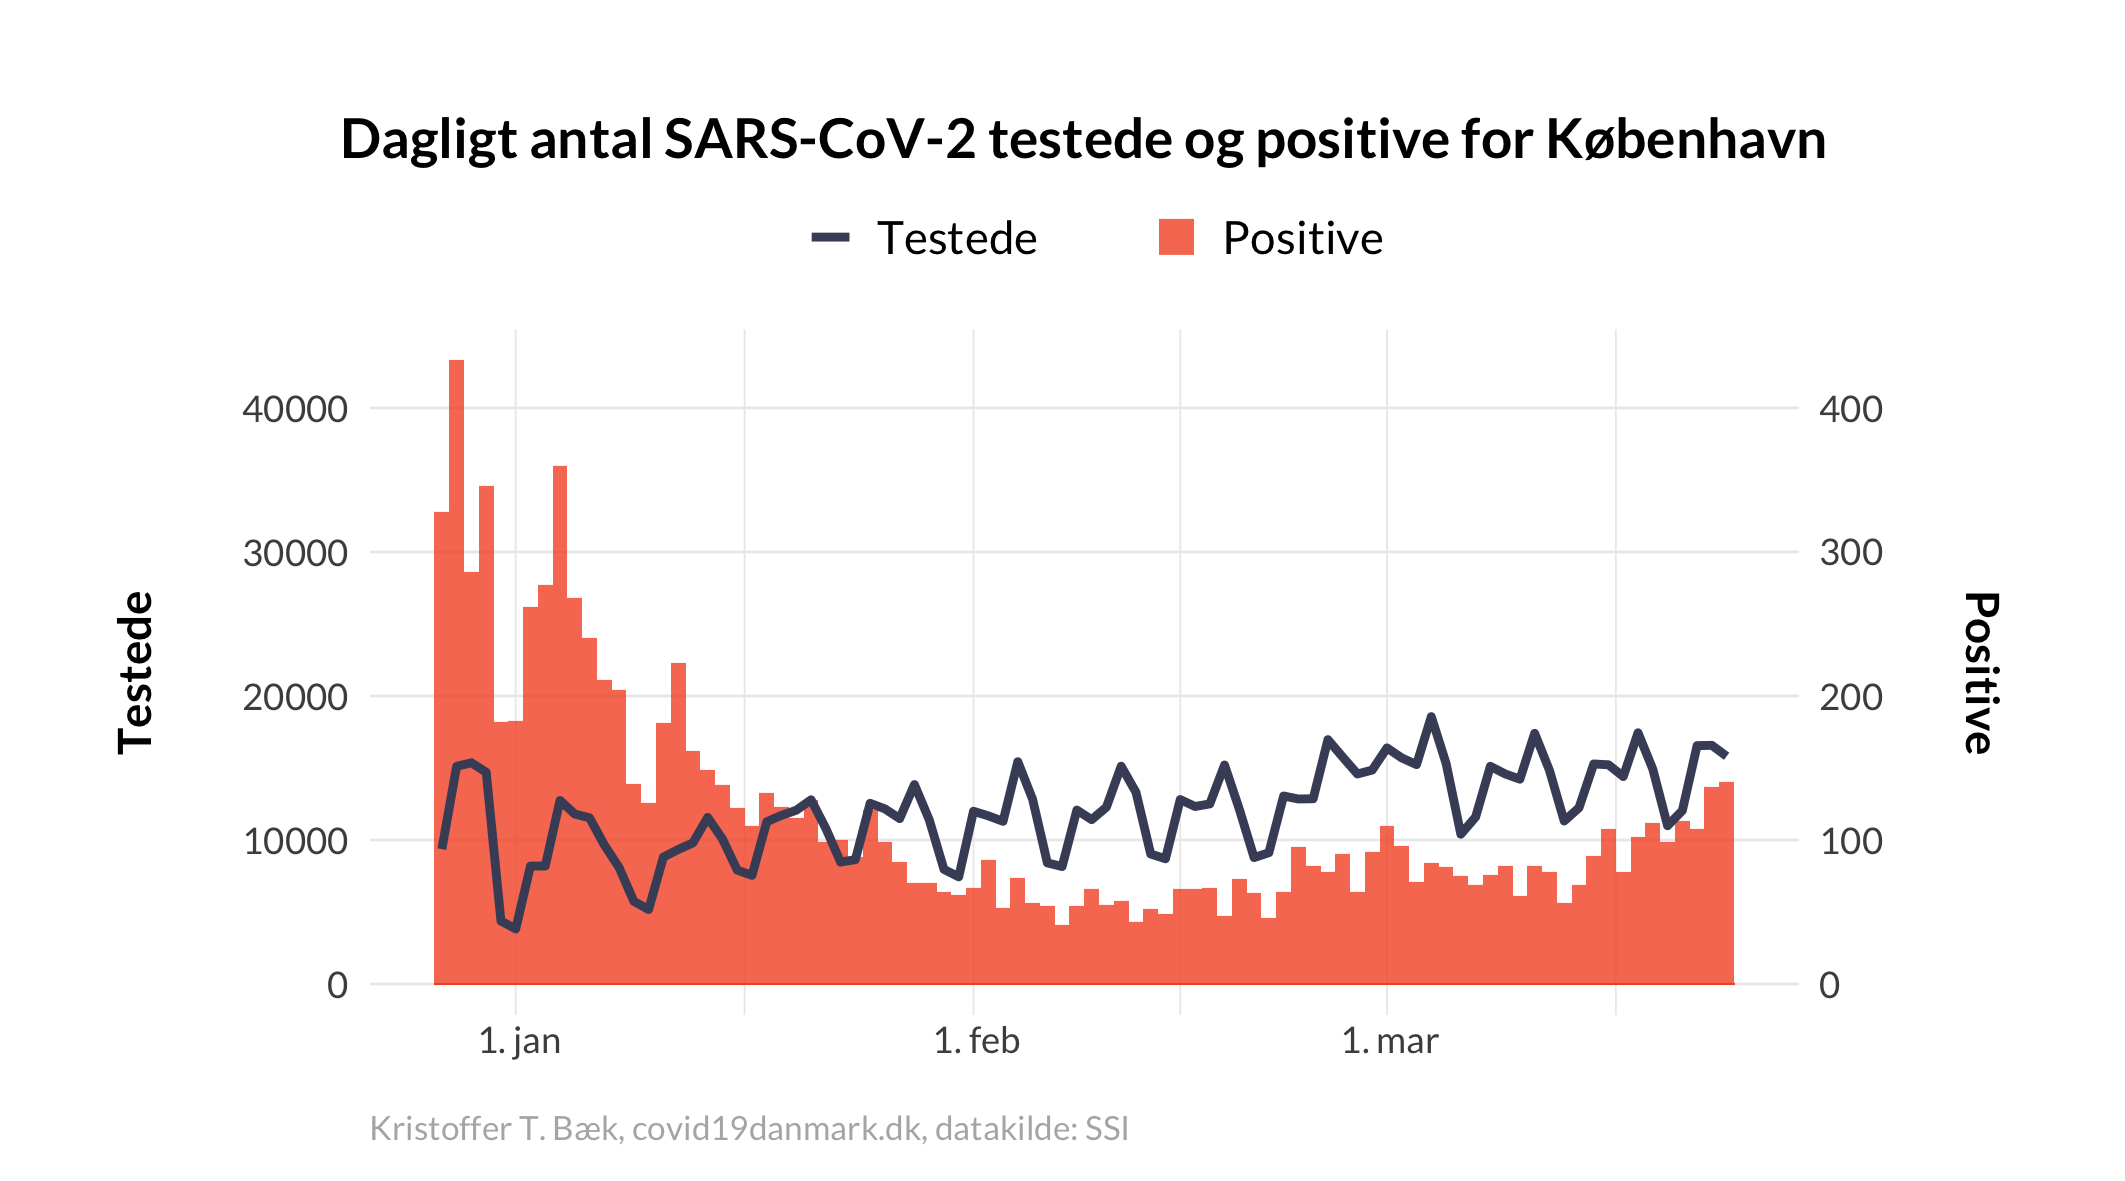 Dagligt antal SARS-CoV-2 testede og positive for København
Testede
Positive
40000
30000
20000
10000
0
Testede
400
300
200
100
0
Positive
1. jan
1. feb
1. mar
Kristoffer T. Bæk, covid19danmark.dk, datakilde: SSI